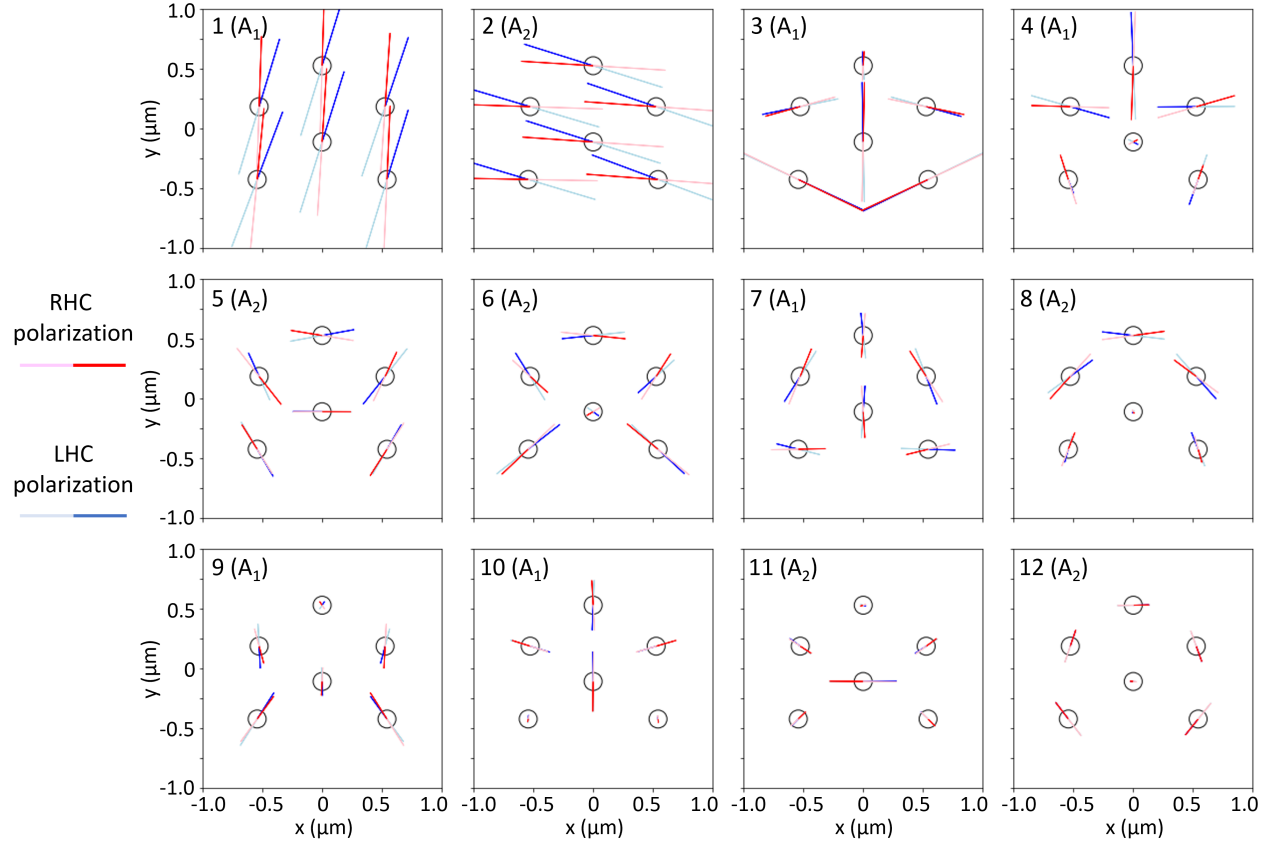 1 (A₁)
2 (A₂)
3 (A₁)
4 (A₁)
1.0
0.5
0
-0.5
-1.0
y (μm)
RHC
polarization
LHC
polarization
5 (A₂)
6 (A₂)
7 (A₁)
8 (A₂)
1.0
0.5
0
-0.5
-1.0
y (μm)
9 (A₁)
10 (A₁)
11 (A₂)
12 (A₂)
1.0
0.5
0
-0.5
-1.0
y (μm)
-1.0 -0.5 0 0.5 1.0
-1.0 -0.5 0 0.5 1.0
-1.0 -0.5 0 0.5 1.0
-1.0 -0.5 0 0.5 1.0
x (μm)
x (μm)
x (μm)
x (μm)